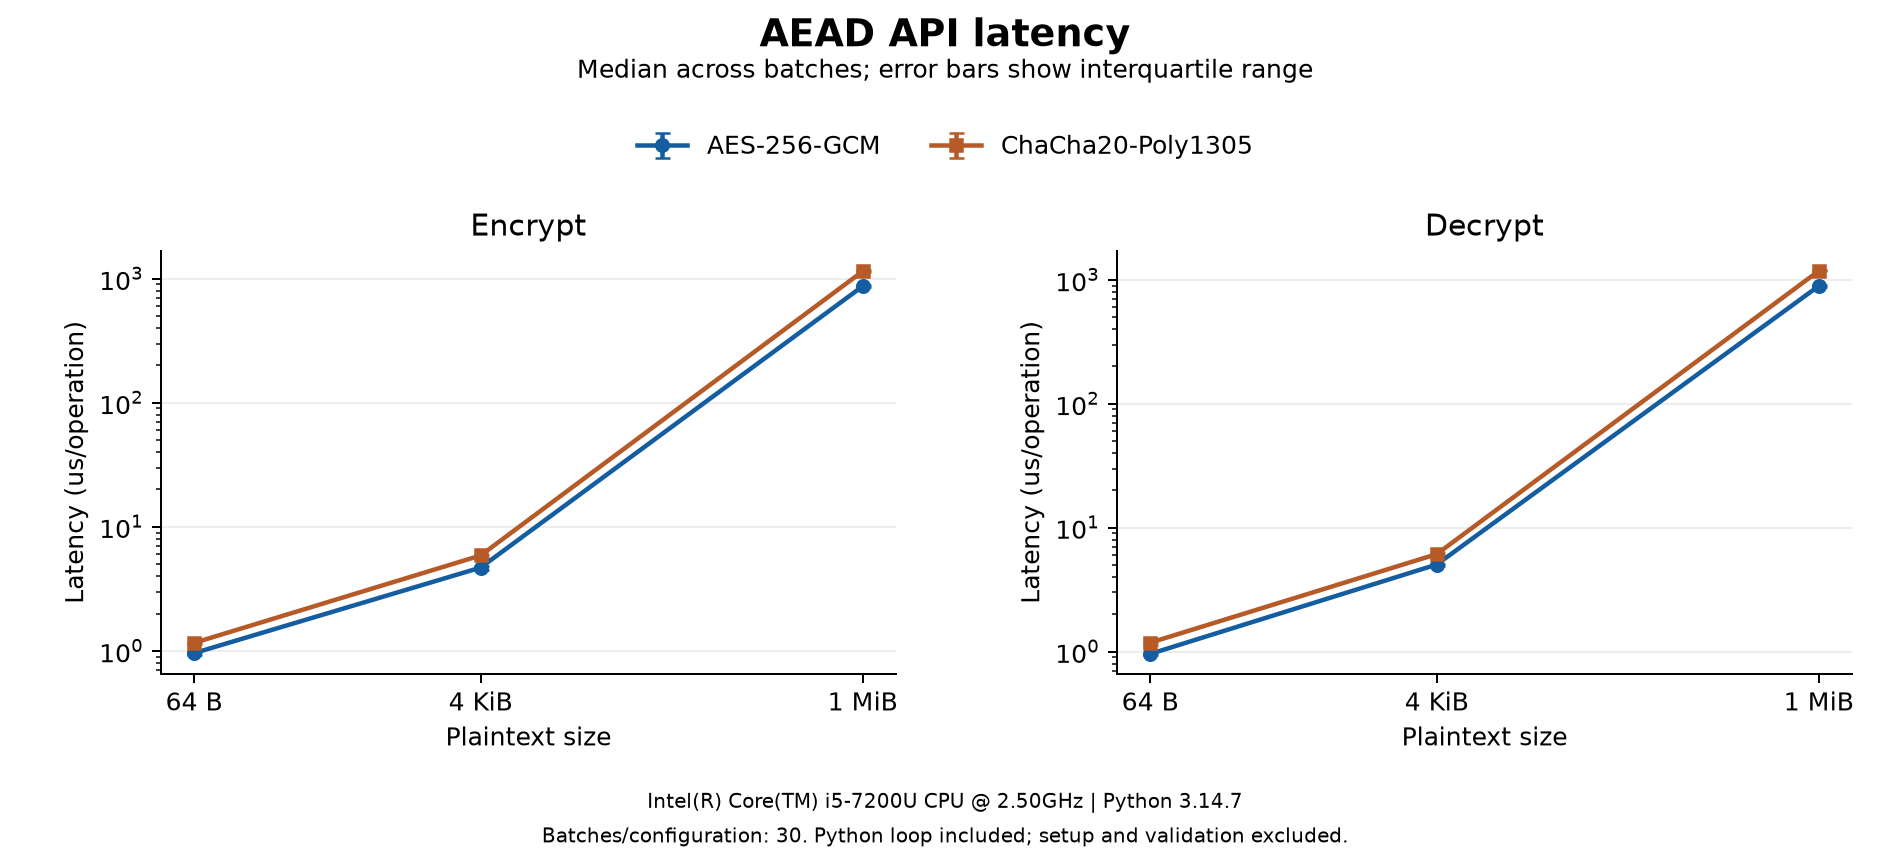 AEAD API latency
Median across batches; error bars show interquartile range
AES-256-GCM
ChaCha20-Poly1305
Encrypt
Latency (us/operation)
10³
10²
10¹
10⁰
64 B
4 KiB
1 MiB
Plaintext size
Decrypt
Latency (us/operation)
10³
10²
10¹
10⁰
64 B
4 KiB
1 MiB
Plaintext size
Intel(R) Core(TM) i5-7200U CPU @ 2.50GHz | Python 3.14.7
Batches/configuration: 30. Python loop included; setup and validation excluded.